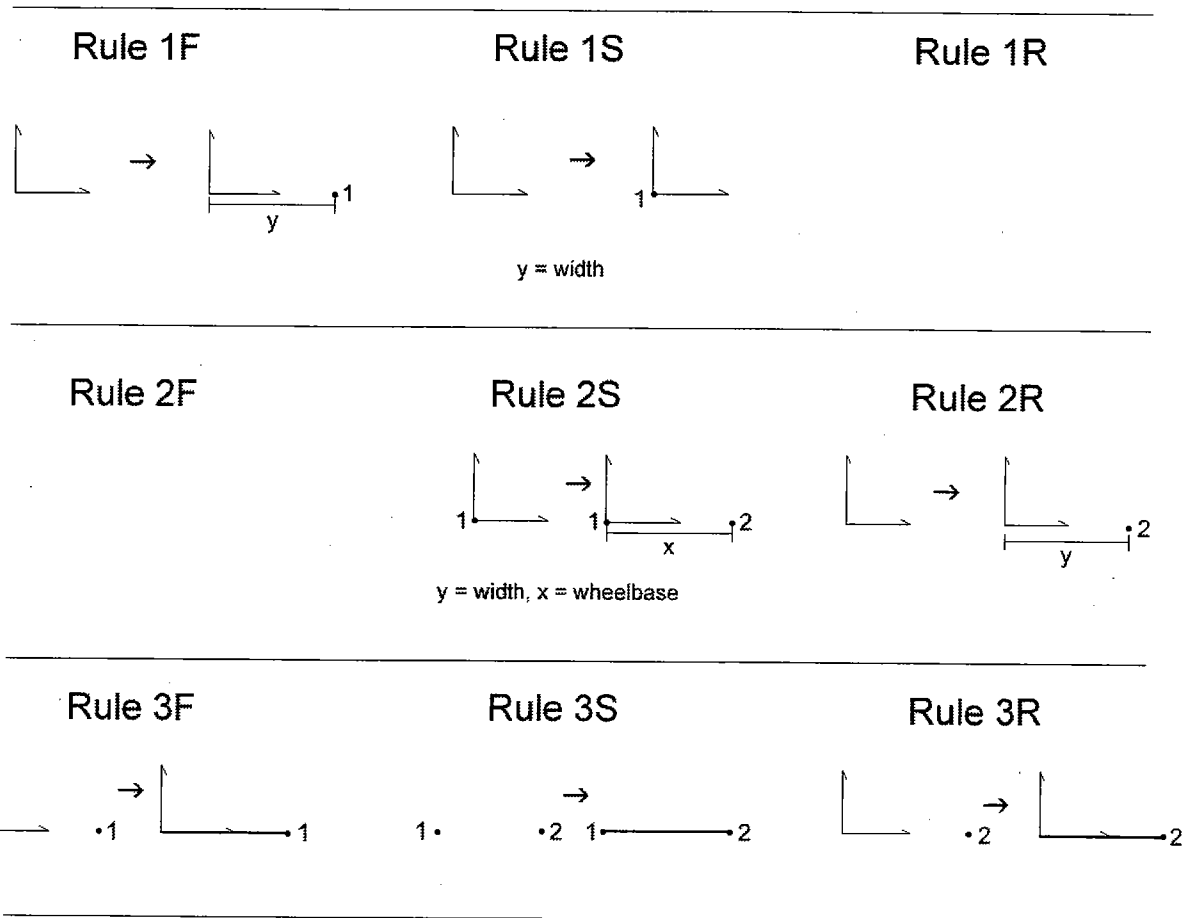 Rule 1F Rule 1S Rule 1R
→ 1 → 1
y
y = width
Rule 2F Rule 2S Rule 2R
1 → 1 2 → 2
x y
y = width, x = wheelbase
Rule 3F Rule 3S Rule 3R
1 → 1 1 2 → 1 2 2 → 2